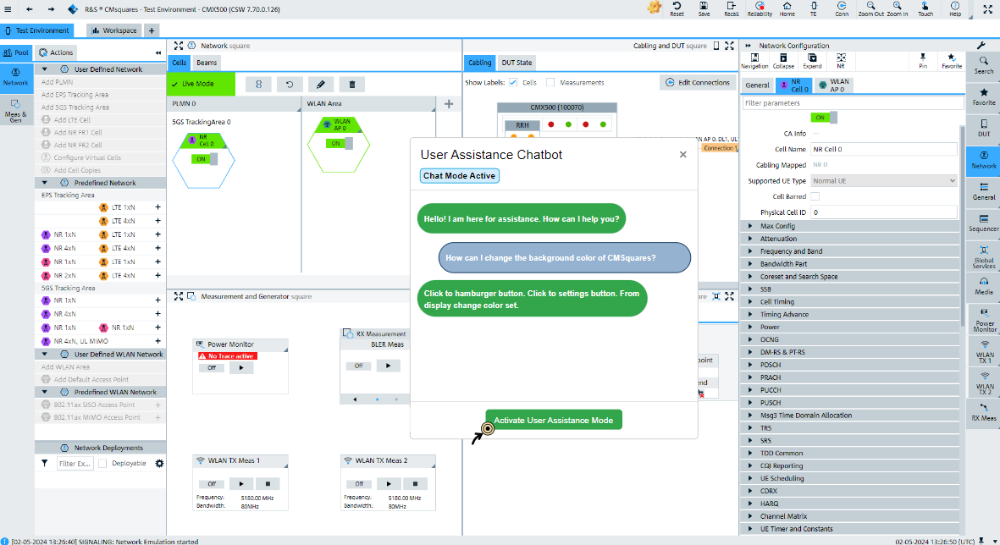 R&S ® CMsquares - Test Environment - CMX500 (CSW 7.70.0.126)
Reset
Save
Recall
Reliability
Home
TE
Conn
Zoom Out
Zoom In
Touch
Help
Test Environment
Workspace
+
Pool
Actions
Network
Meas & Gen
User Defined Network
Add PLMN
Add EPS Tracking Area
Add 5GS Tracking Area
Add LTE Cell
Add NR FR1 Cell
Add NR FR2 Cell
Configure Virtual Cells
Add Cell Copies
Predefined Network
EPS Tracking Area
LTE 1xN +
LTE 4xN +
NR 1xN LTE 1xN +
NR 4xN LTE 4xN +
NR 1xN LTE 1xN +
NR 2xN LTE 4xN +
5GS Tracking Area
NR 1xN +
NR 4xN +
NR 1xN NR 1xN +
NR 4xN, UL MIMO +
User Defined WLAN Network
Add WLAN Area
Add Default Access Point
Predefined WLAN Network
802.11ax SISO Access Point +
802.11ax MIMO Access Point +
Network Deployments
Filter Ex...
Deployable
Network square
Cells
Beams
Live Mode
PLMN 0
5GS TrackingArea 0
NR
Cell 0
ON
WLAN Area
WLAN
AP 0
ON
+
Cabling and DUT square
Cabling
DUT State
Show Labels:
Cells
Measurements
Edit Connections
CMX500 (100070)
RRH
AN AP 0: DL1, UL
Connection 1
User Assistance Chatbot
×
Chat Mode Active
Hello! I am here for assistance. How can I help you?
How can I change the background color of CMSquares?
Click to hamburger button. Click to settings button. From
display change color set.
Activate User Assistance Mode
Measurement and Generator square
Power Monitor
No Trace active
Off
RX Measurement
BLER Meas
Off
WLAN TX Meas 1
Off
Frequency: 5180.00 MHz
Bandwidth: 80MHz
WLAN TX Meas 2
Off
Frequency: 5180.00 MHz
Bandwidth: 80MHz
are
oint
end
Network Configuration
Navigation
Collapse
Expand
NR
Pin
Favorite
General
NR
Cell 0
WLAN
AP 0
Filter parameters
ON
CA Info
Cell Name NR Cell 0
Cabling Mapped NR 0
Supported UE Type Normal UE
Cell Barred
Physical Cell ID 0
Max Config
Attenuation
Frequency and Band
Bandwidth Part
Coreset and Search Space
SSB
Cell Timing
Timing Advance
Power
OCNG
DM-RS & PT-RS
PDSCH
PRACH
PUCCH
PUSCH
Msg3 Time Domain Allocation
TRS
SRS
TDD Common
CQI Reporting
UE Scheduling
CDRX
HARQ
Channel Matrix
UE Timer and Constants
Search
Favorite
DUT
Network
General
Sequencer
Global
Services
Media
Power
Monitor
WLAN
TX 1
WLAN
TX 2
RX Meas
[02-05-2024 13:26:40] SIGNALING: Network Emulation started
02-05-2024 13:26:50 (UTC)